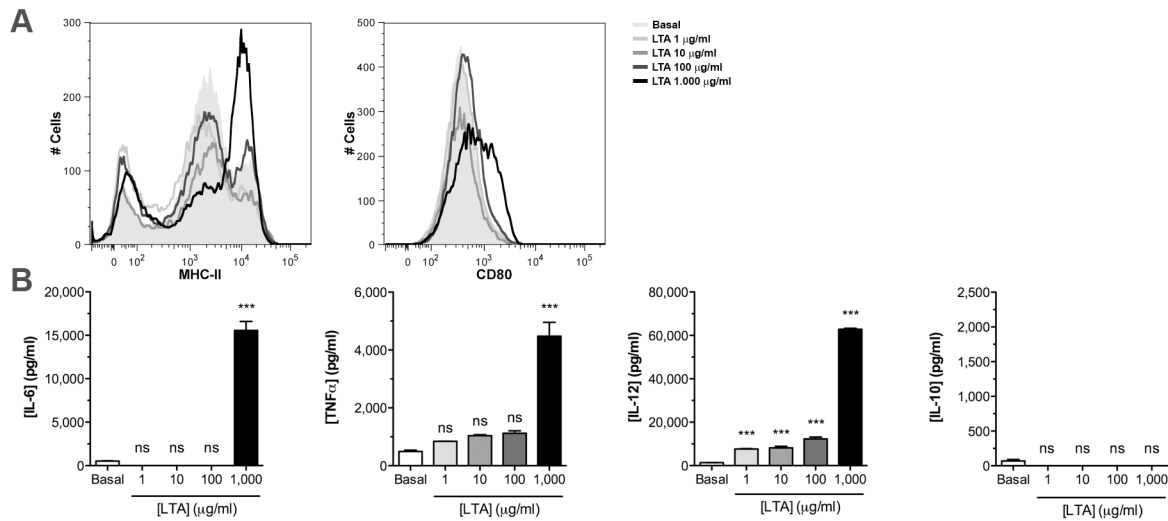 A
300
200
100
0
# Cells
0 10² 10³ 10⁴ 10⁵
MHC-II
500
400
300
200
100
0
# Cells
0 10² 10³ 10⁴ 10⁵
CD80
Basal
LTA 1 µg/ml
LTA 10 µg/ml
LTA 100 µg/ml
LTA 1.000 µg/ml
B
[IL-6] (pg/ml)
20,000
15,000
10,000
5,000
0
ns ns ns ***
Basal 1 10 100 1,000
[LTA] (µg/ml)
[TNFα] (pg/ml)
6,000
4,000
2,000
0
ns ns ns ***
Basal 1 10 100 1,000
[LTA] (µg/ml)
[IL-12] (pg/ml)
80,000
60,000
40,000
20,000
0
*** *** *** ***
Basal 1 10 100 1,000
[LTA] (µg/ml)
[IL-10] (pg/ml)
2,500
2,000
1,500
750
500
250
0
ns ns ns ns
Basal 1 10 100 1,000
[LTA] (µg/ml)